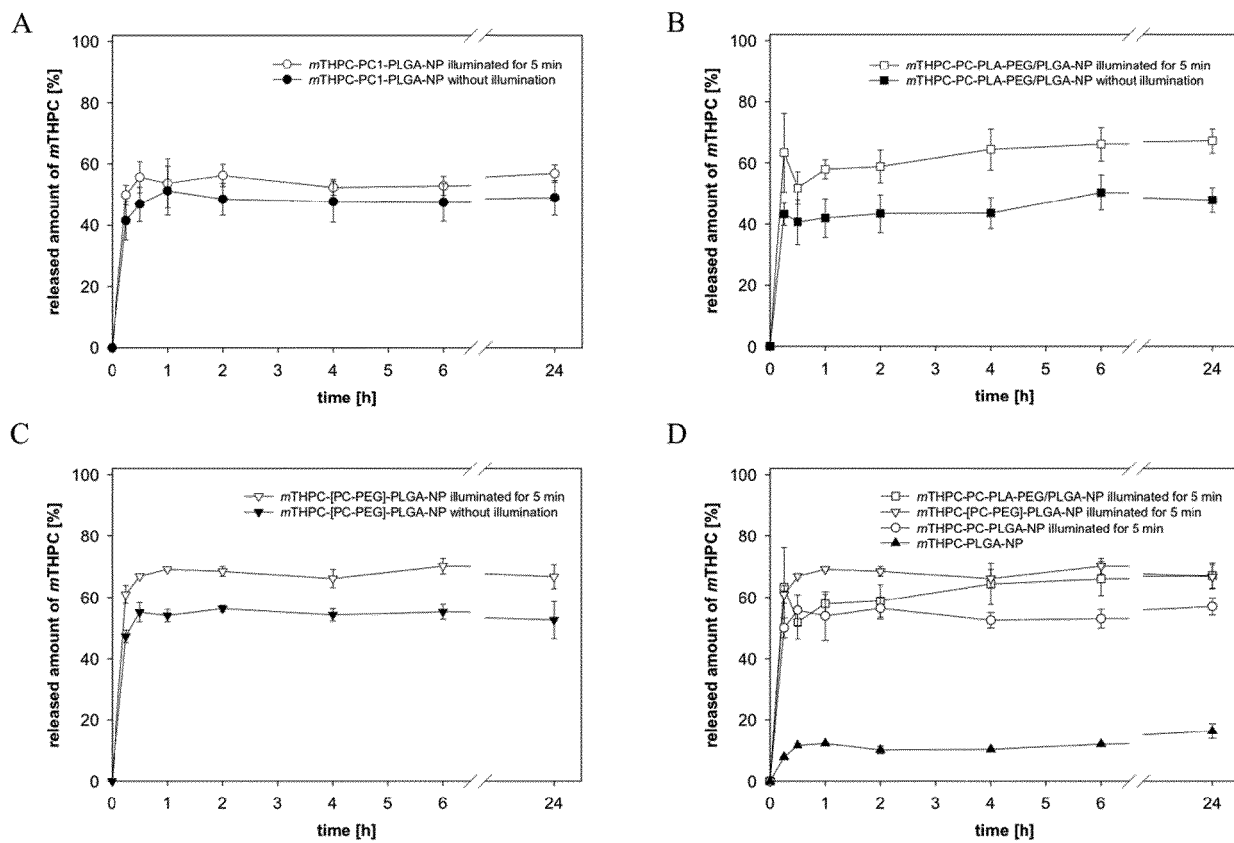 A
released amount of mTHPC [%]
100
80
60
40
20
0
mTHPC-PC1-PLGA-NP illuminated for 5 min
mTHPC-PC1-PLGA-NP without illumination
0 1 2 3 4 5 6 24
time [h]
B
released amount of mTHPC [%]
100
80
60
40
20
0
mTHPC-PC-PLA-PEG/PLGA-NP illuminated for 5 min
mTHPC-PC-PLA-PEG/PLGA-NP without illumination
0 1 2 3 4 5 6 24
time [h]
C
released amount of mTHPC [%]
100
80
60
40
20
0
mTHPC-[PC-PEG]-PLGA-NP illuminated for 5 min
mTHPC-[PC-PEG]-PLGA-NP without illumination
0 1 2 3 4 5 6 24
time [h]
D
released amount of mTHPC [%]
100
80
60
40
20
0
mTHPC-PC-PLA-PEG/PLGA-NP illuminated for 5 min
mTHPC-[PC-PEG]-PLGA-NP illuminated for 5 min
mTHPC-PC-PLGA-NP illuminated for 5 min
mTHPC-PLGA-NP
0 1 2 3 4 5 6 24
time [h]